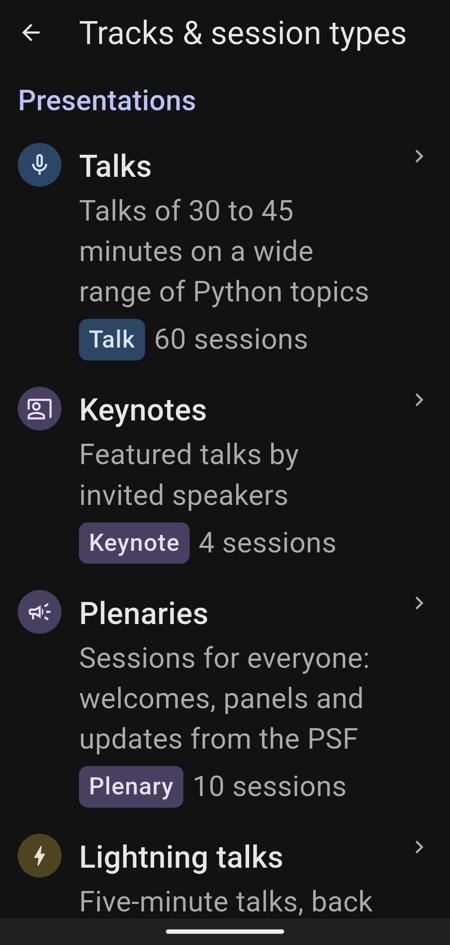 Tracks & session types
Presentations
Talks
Talks of 30 to 45
minutes on a wide
range of Python topics
Talk 60 sessions
Keynotes
Featured talks by
invited speakers
Keynote 4 sessions
Plenaries
Sessions for everyone:
welcomes, panels and
updates from the PSF
Plenary 10 sessions
Lightning talks
Five-minute talks, back